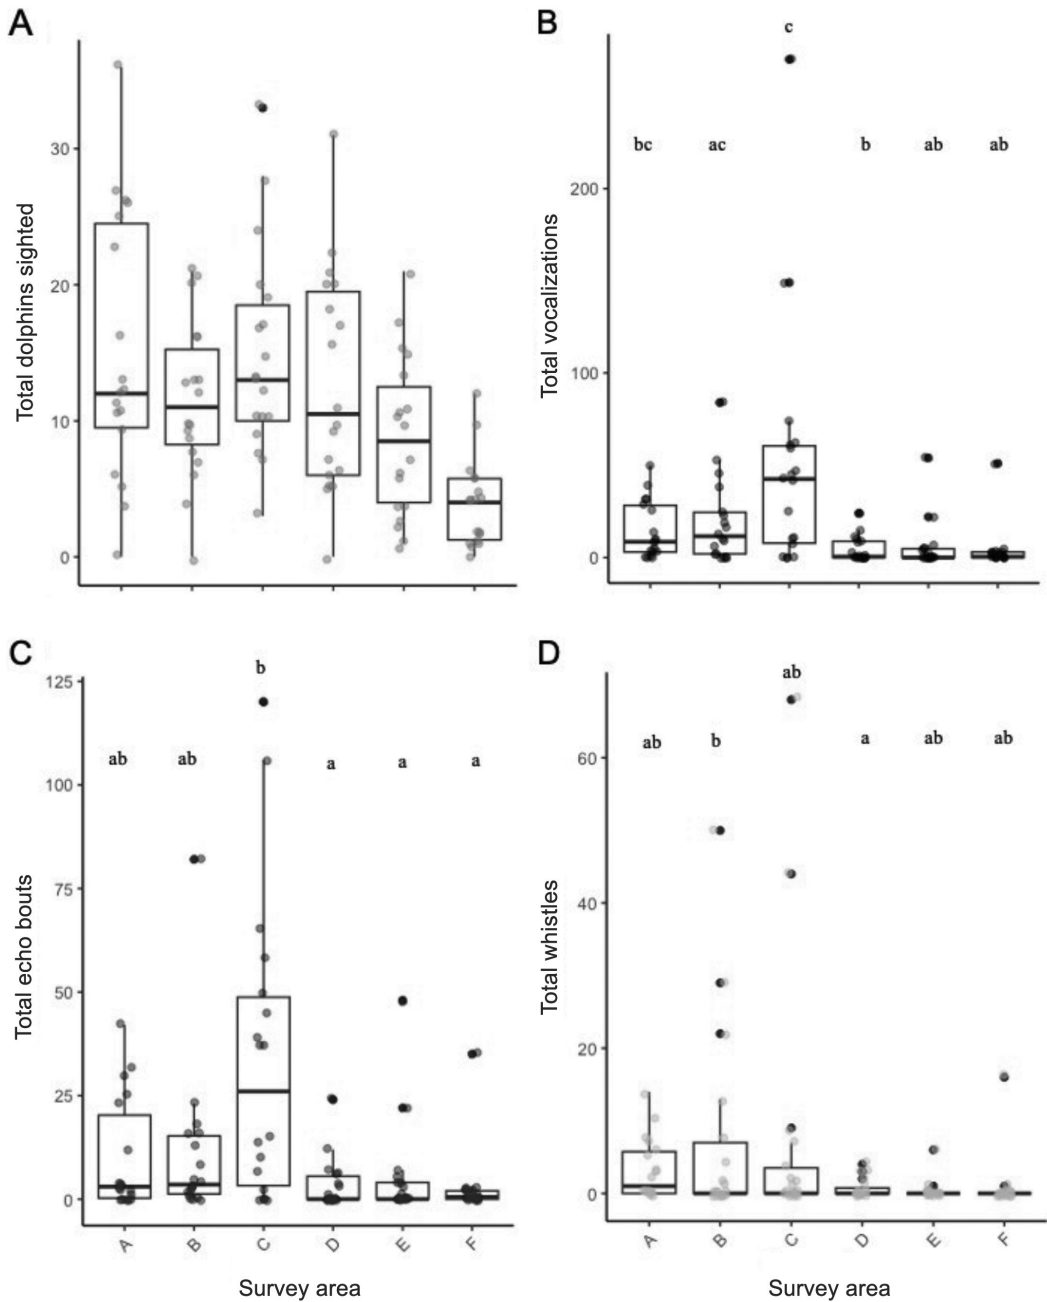 A
Total dolphins sighted
30
20
10
0
B
c
bc ac b ab ab
Total vocalizations
200
100
0
C
b
ab ab a a a
Total echo bouts
125
100
75
50
25
0
A B C D E F
Survey area
D
ab
ab b a ab ab
Total whistles
60
40
20
0
A B C D E F
Survey area